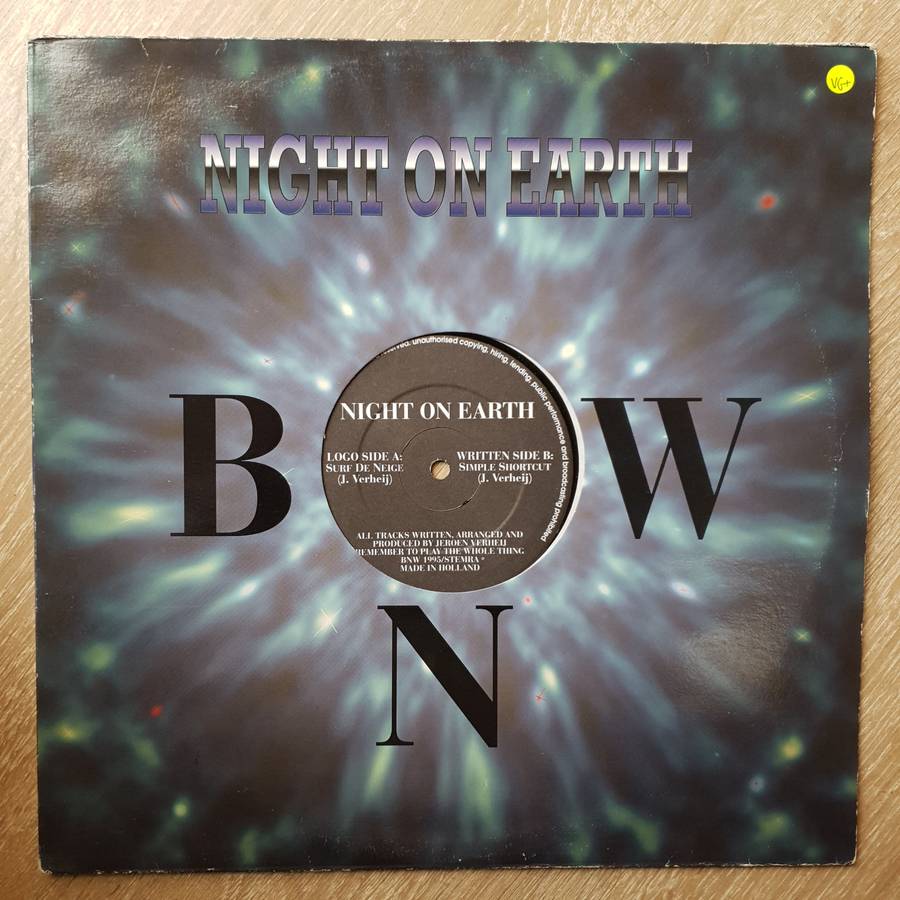 VG+
NIGHT ON EARTH
B W
N
served. unauthorised copying, hiring, lending, public performance and broadcasting prohibited
NIGHT ON EARTH
LOGO SIDE A:
SURF DE NEIGE
(J. Verheij)
WRITTEN SIDE B:
SIMPLE SHORTCUT
(J. Verheij)
ALL TRACKS WRITTEN, ARRANGED AND
PRODUCED BY JEROEN VERHEIJ
REMEMBER TO PLAY THE WHOLE THING
BNW 1995/STEMRA *
MADE IN HOLLAND